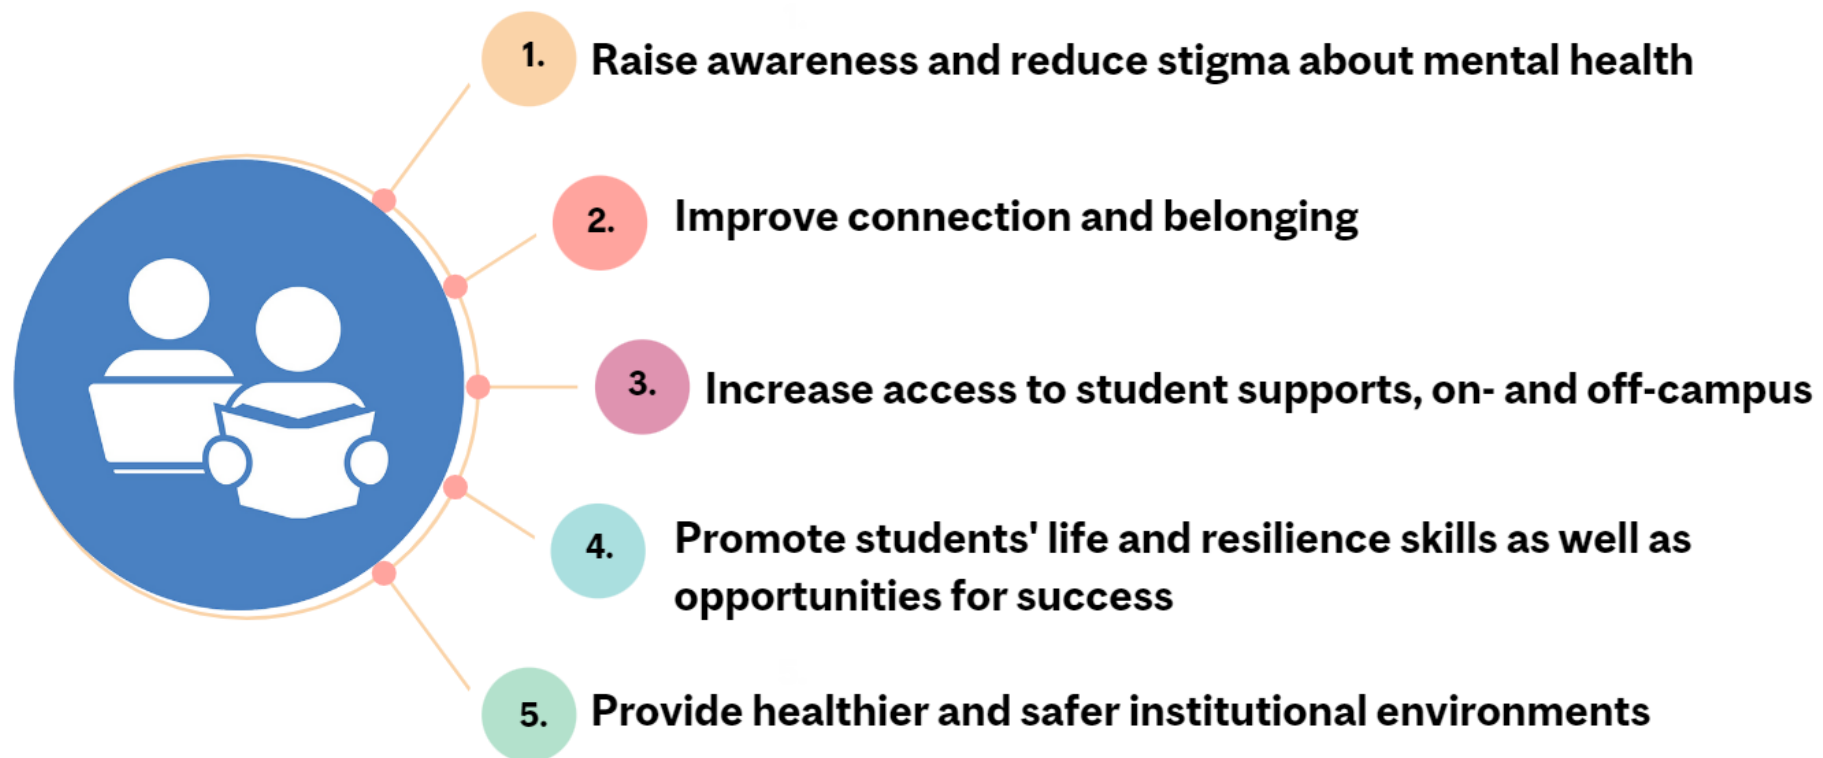 1. Raise awareness and reduce stigma about mental health
2. Improve connection and belonging
3. Increase access to student supports, on- and off-campus
4. Promote students' life and resilience skills as well as
opportunities for success
5. Provide healthier and safer institutional environments